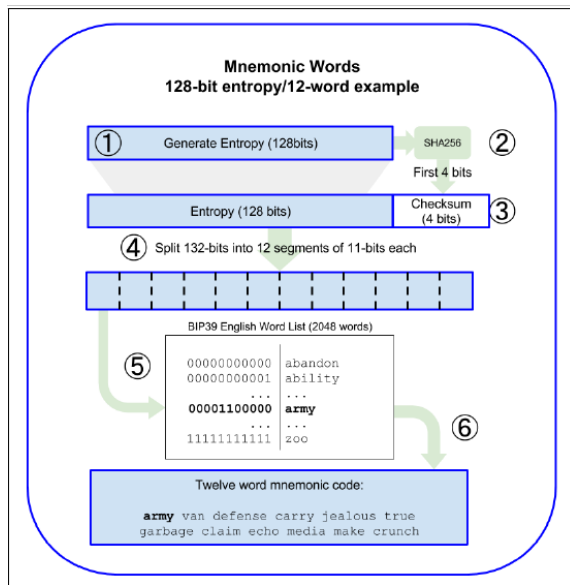 Mnemonic Words
128-bit entropy/12-word example
① Generate Entropy (128bits) SHA256 ②
First 4 bits
Entropy (128 bits) Checksum
(4 bits) ③
④ Split 132-bits into 12 segments of 11-bits each
BIP39 English Word List (2048 words)
⑤
00000000000 abandon
00000000001 ability
... ...
00001100000 army
... ...
11111111111 zoo
⑥
Twelve word mnemonic code:
army van defense carry jealous true
garbage claim echo media make crunch